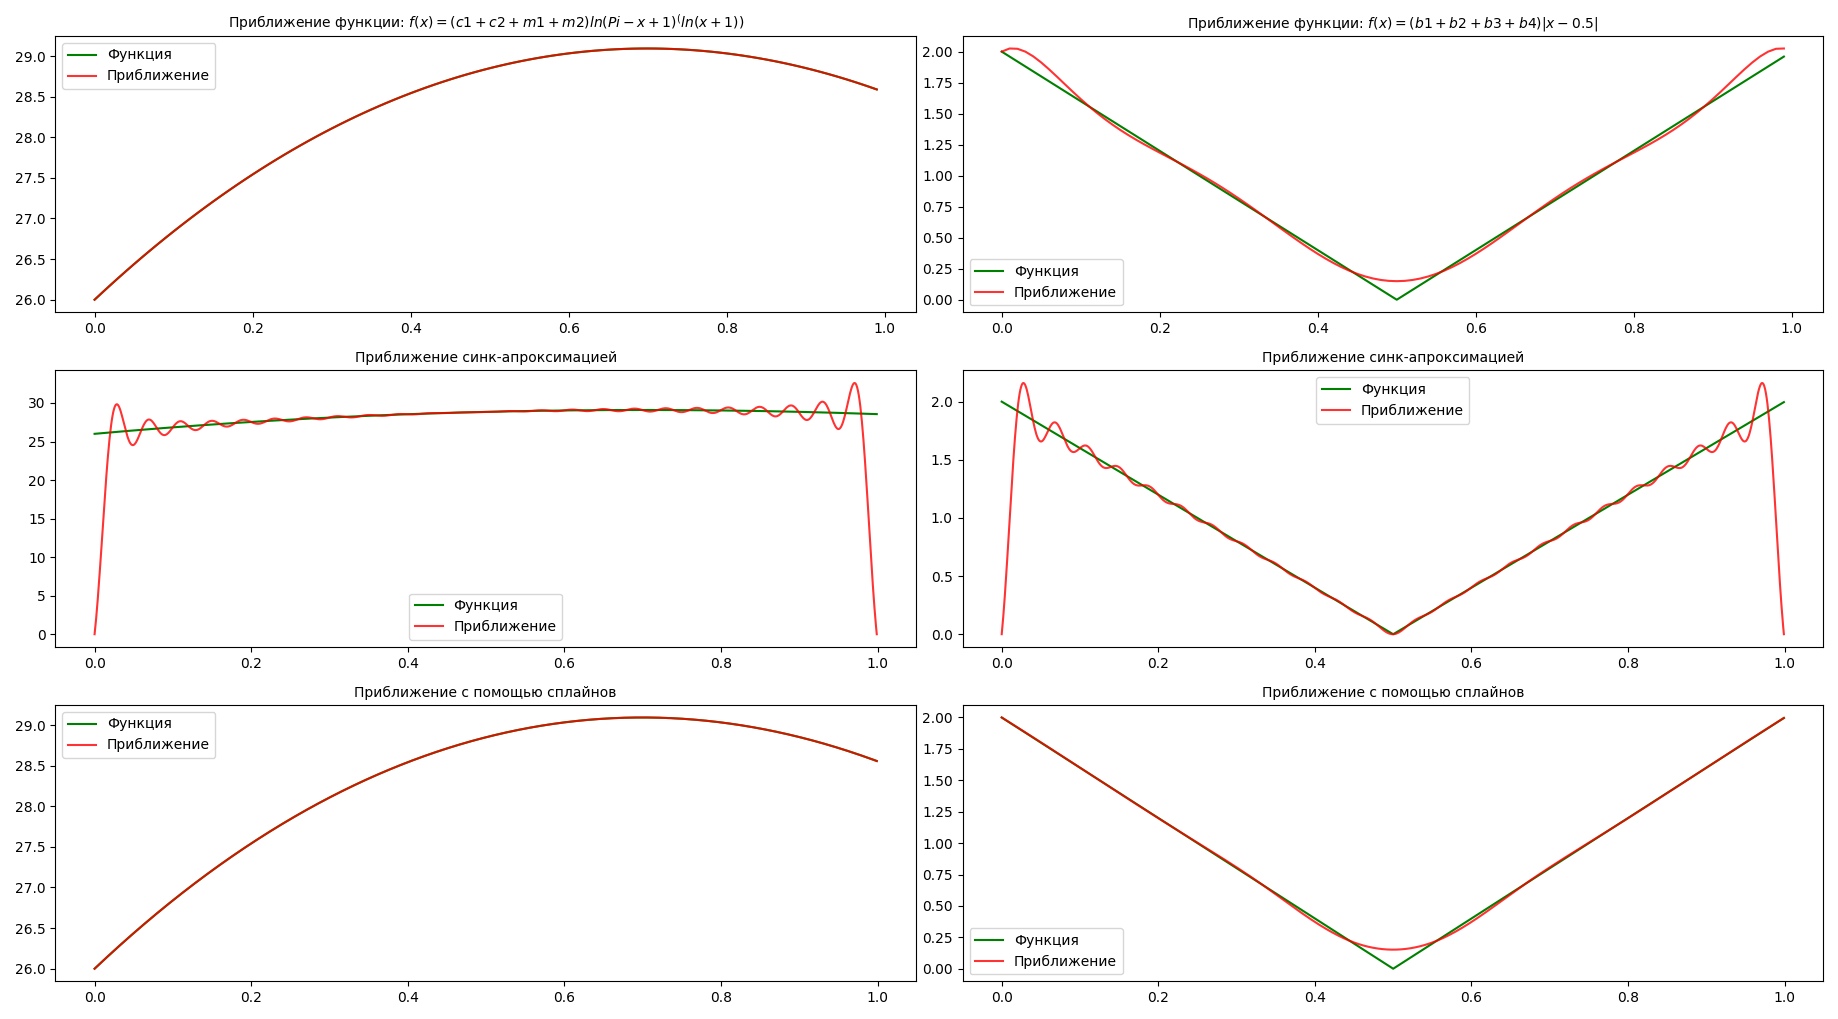 Приближение функции: f(x) = (c1 + c2 + m1 + m2)ln(Pi − x + 1)^(ln(x + 1))
29.0
28.5
28.0
27.5
27.0
26.5
26.0
Функция
Приближение
0.0 0.2 0.4 0.6 0.8 1.0
Приближение функции: f(x) = (b1 + b2 + b3 + b4)|x − 0.5|
2.00
1.75
1.50
1.25
1.00
0.75
0.50
0.25
0.00
Функция
Приближение
0.0 0.2 0.4 0.6 0.8 1.0
Приближение синк-апроксимацией
30
25
20
15
10
5
0
Функция
Приближение
0.0 0.2 0.4 0.6 0.8 1.0
Приближение синк-апроксимацией
Функция
Приближение
2.0
1.5
1.0
0.5
0.0
0.0 0.2 0.4 0.6 0.8 1.0
Приближение с помощью сплайнов
Функция
Приближение
29.0
28.5
28.0
27.5
27.0
26.5
26.0
0.0 0.2 0.4 0.6 0.8 1.0
Приближение с помощью сплайнов
2.00
1.75
1.50
1.25
1.00
0.75
0.50
0.25
0.00
Функция
Приближение
0.0 0.2 0.4 0.6 0.8 1.0